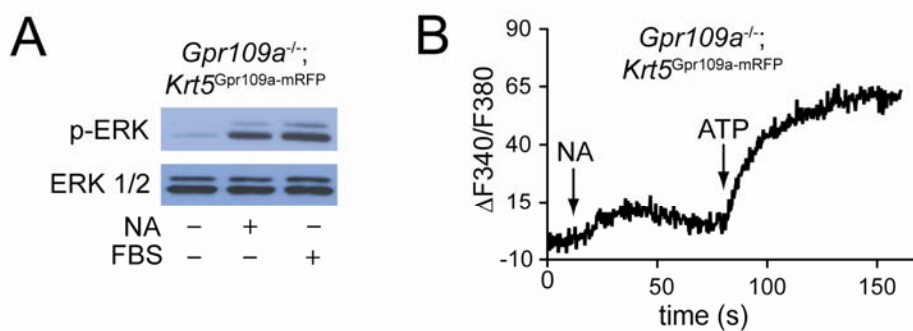 A
Gpr109a-/-;
Krt5Gpr109a-mRFP
p-ERK
ERK 1/2
NA – + –
FBS – – +
B
Gpr109a-/-;
Krt5Gpr109a-mRFP
ΔF340/F380
90
65
40
15
-10
NA
ATP
0 50 100 150
time (s)